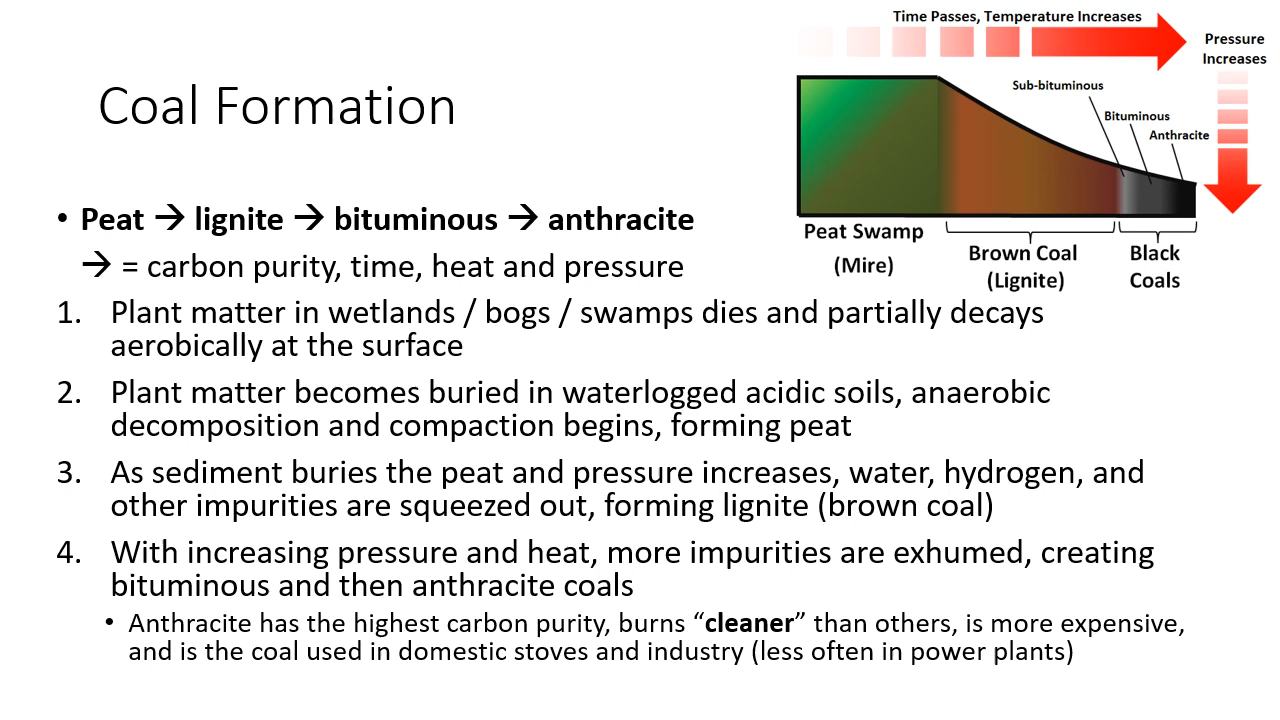 Coal Formation
Time Passes, Temperature Increases
Pressure
Increases
Sub-bituminous
Bituminous
Anthracite
Peat Swamp
(Mire)
Brown Coal
(Lignite)
Black
Coals
• Peat → lignite → bituminous → anthracite
→ = carbon purity, time, heat and pressure
1. Plant matter in wetlands / bogs / swamps dies and partially decays
aerobically at the surface
2. Plant matter becomes buried in waterlogged acidic soils, anaerobic
decomposition and compaction begins, forming peat
3. As sediment buries the peat and pressure increases, water, hydrogen, and
other impurities are squeezed out, forming lignite (brown coal)
4. With increasing pressure and heat, more impurities are exhumed, creating
bituminous and then anthracite coals
• Anthracite has the highest carbon purity, burns “cleaner” than others, is more expensive,
and is the coal used in domestic stoves and industry (less often in power plants)